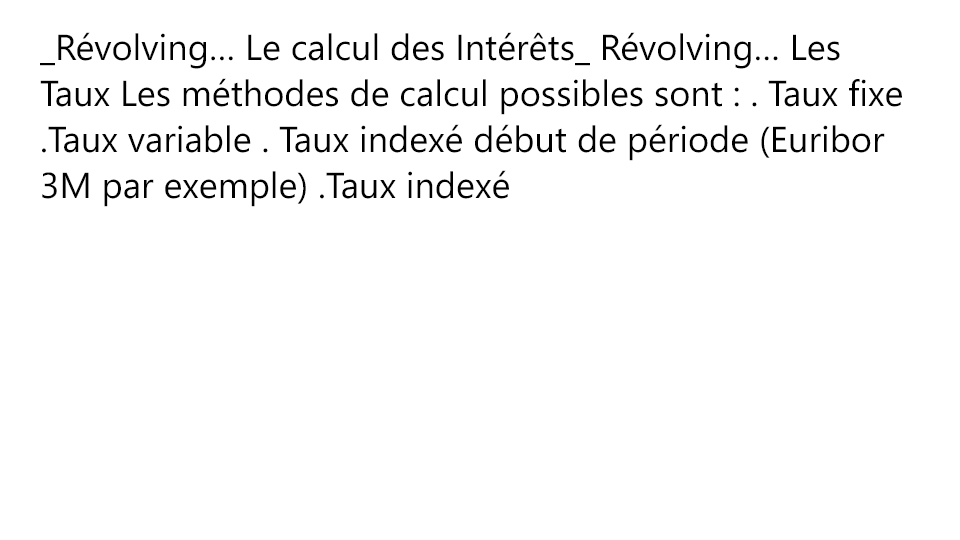 _Révolving... Le calcul des Intérêts_ Révolving... Les
Taux Les méthodes de calcul possibles sont : . Taux fixe
.Taux variable . Taux indexé début de période (Euribor
3M par exemple) .Taux indexé